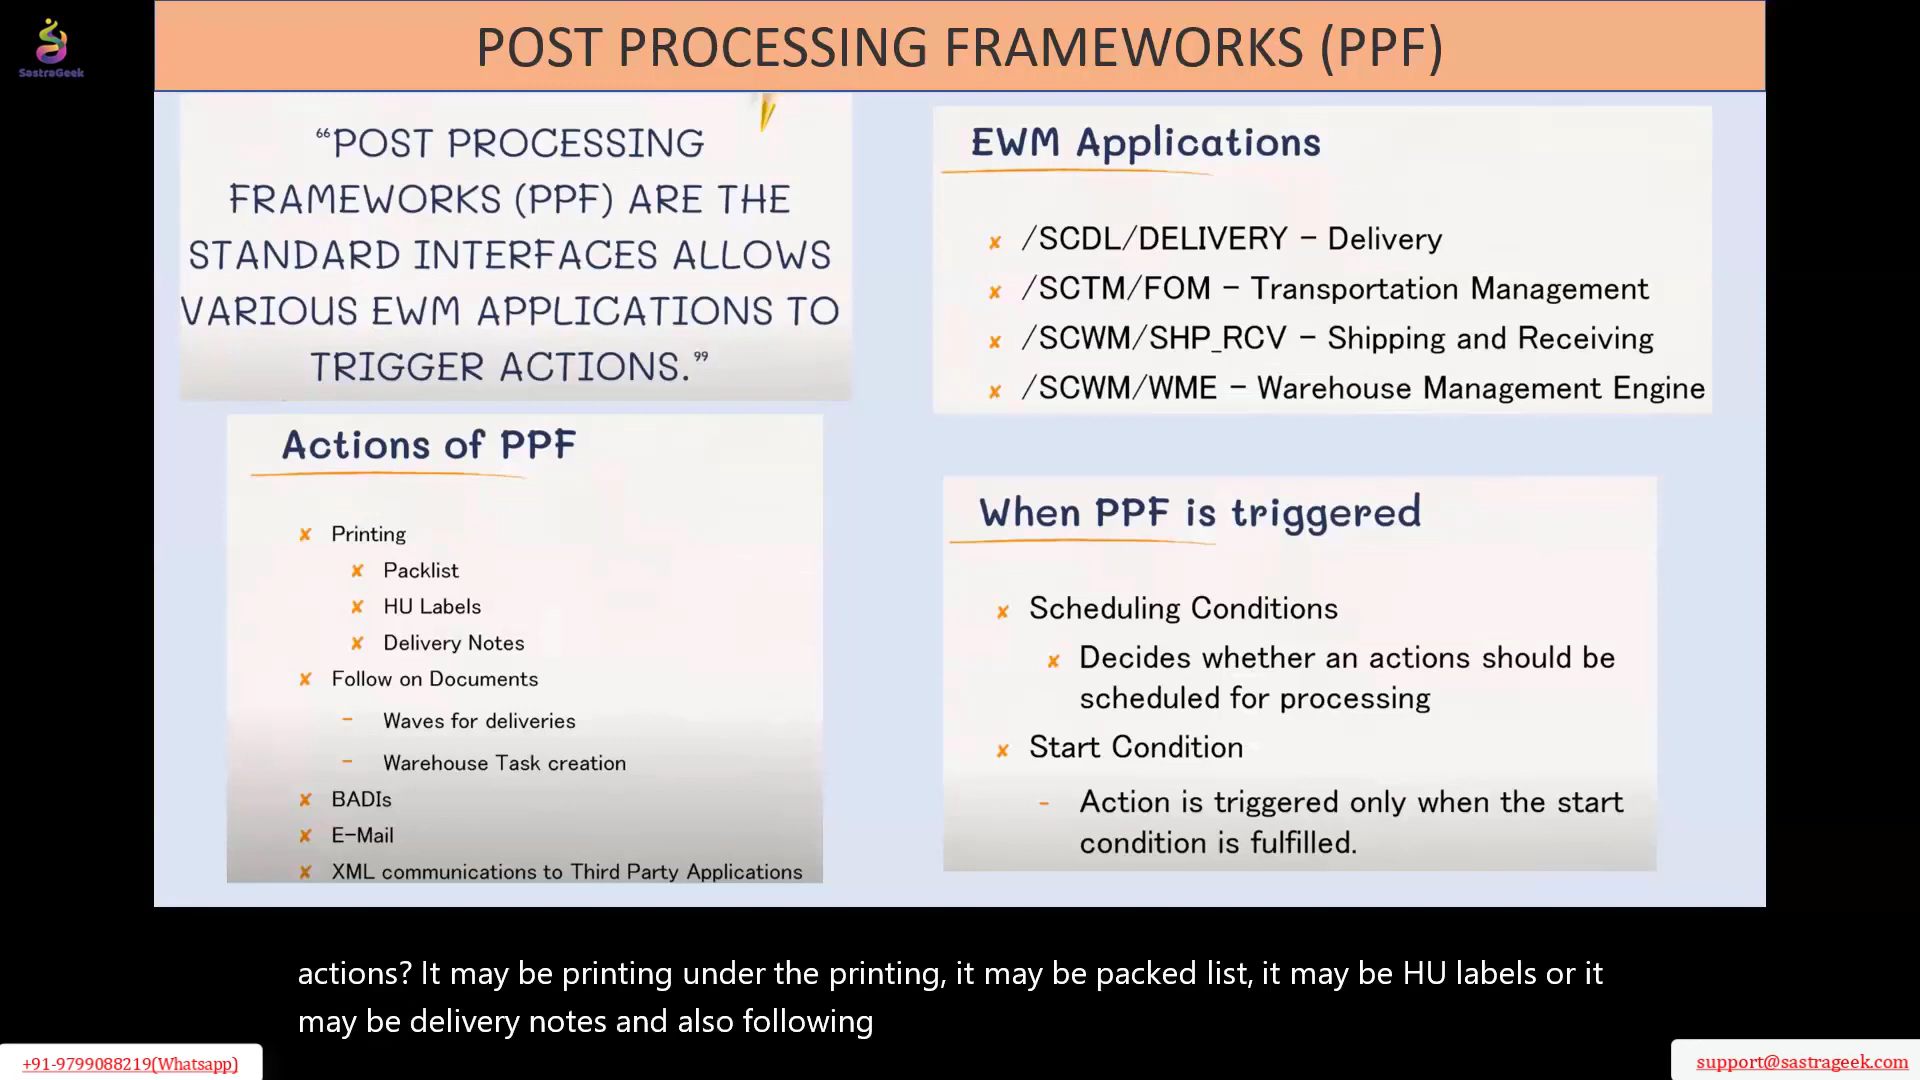 SastraGeek
POST PROCESSING FRAMEWORKS (PPF)
“POST PROCESSING
FRAMEWORKS (PPF) ARE THE
STANDARD INTERFACES ALLOWS
VARIOUS EWM APPLICATIONS TO
TRIGGER ACTIONS.”
EWM Applications
✘ /SCDL/DELIVERY – Delivery
✘ /SCTM/FOM – Transportation Management
✘ /SCWM/SHP_RCV – Shipping and Receiving
✘ /SCWM/WME – Warehouse Management Engine
Actions of PPF
✘ Printing
✘ Packlist
✘ HU Labels
✘ Delivery Notes
✘ Follow on Documents
– Waves for deliveries
– Warehouse Task creation
✘ BADIs
✘ E-Mail
✘ XML communications to Third Party Applications
When PPF is triggered
✘ Scheduling Conditions
✘ Decides whether an actions should be
scheduled for processing
✘ Start Condition
– Action is triggered only when the start
condition is fulfilled.
actions? It may be printing under the printing, it may be packed list, it may be HU labels or it
may be delivery notes and also following
+91-9799088219(Whatsapp)
support@sastrageek.com